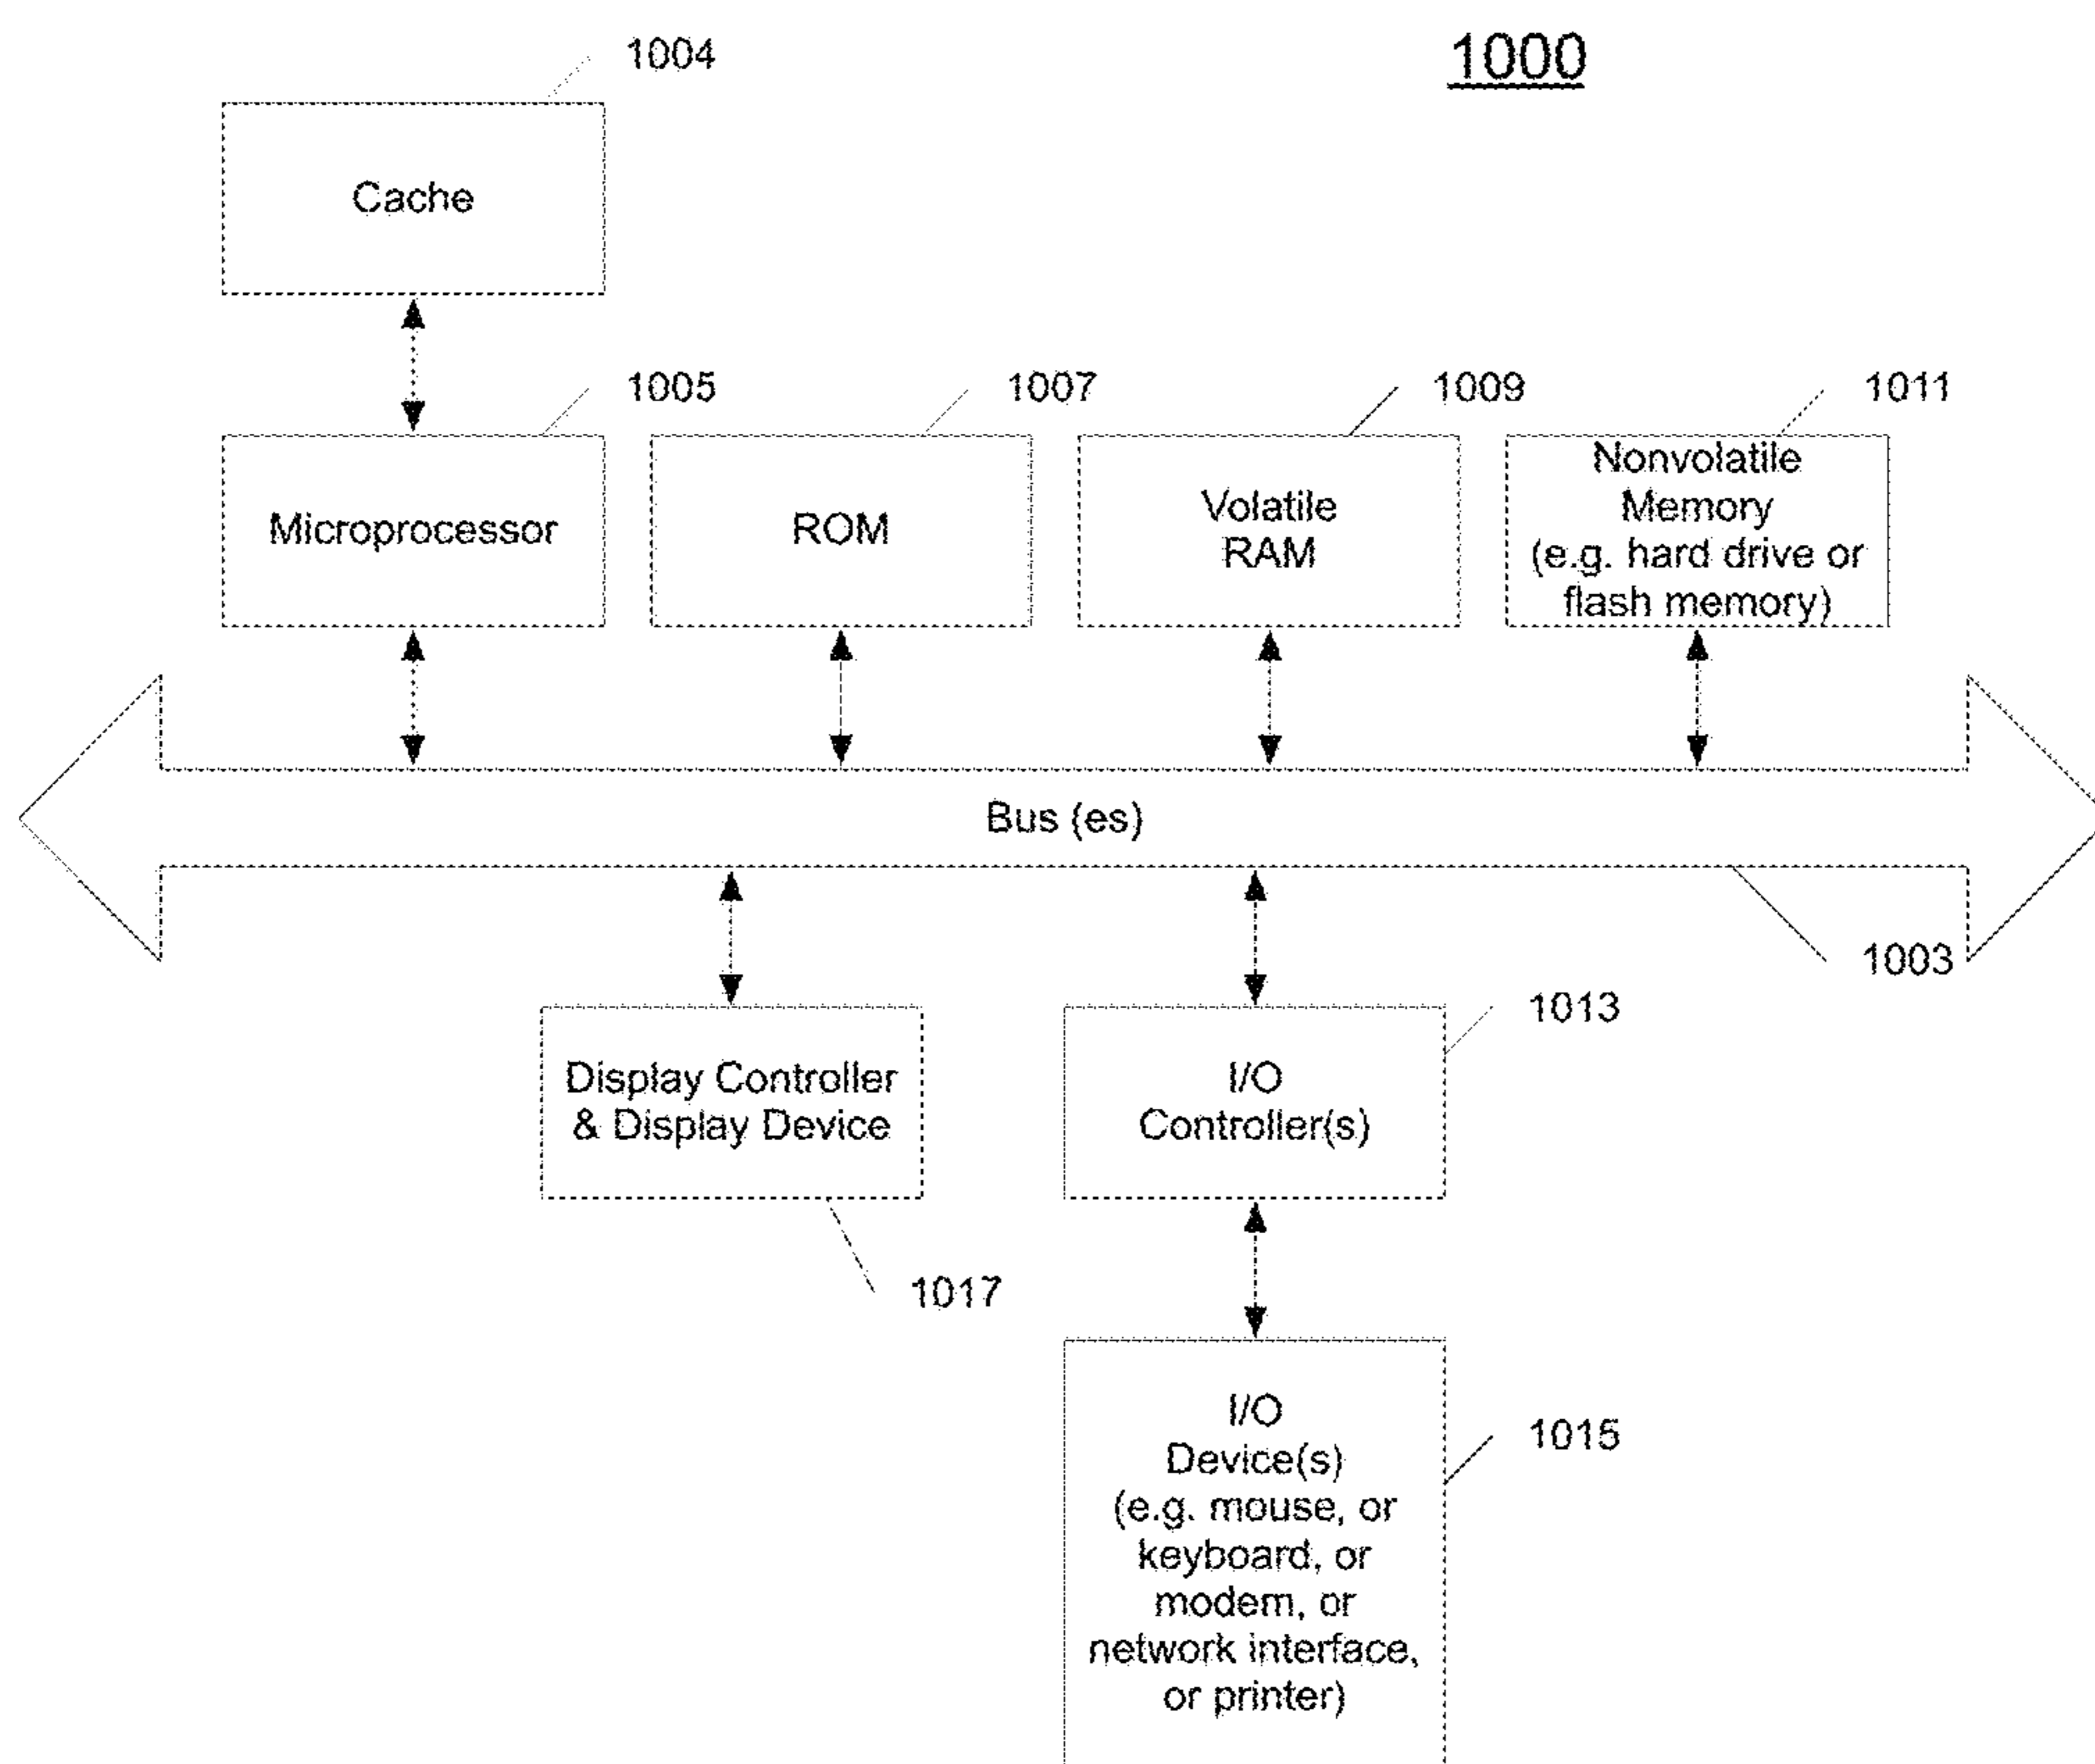 1004
1000
Cache
1005
1007
1009
1011
Microprocessor
ROM
Volatile
RAM
Nonvolatile
Memory
(e.g. hard drive or
flash memory)
Bus (es)
1003
1013
Display Controller
& Display Device
I/O
Controller(s)
1017
I/O
Device(s)
(e.g. mouse, or
keyboard, or
modem, or
network interface,
or printer)
1015